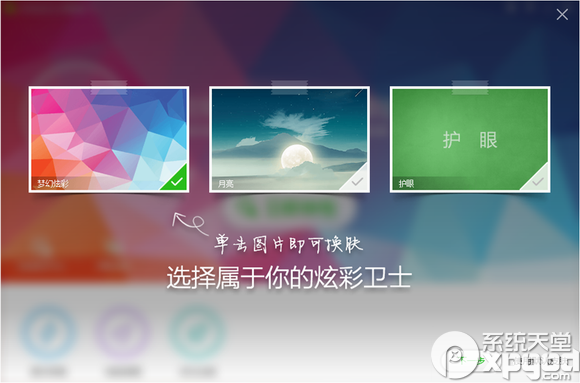 护 眼
梦幻炫彩
月亮
护眼
单击图片即可换肤
选择属于你的炫彩卫士
系统天堂